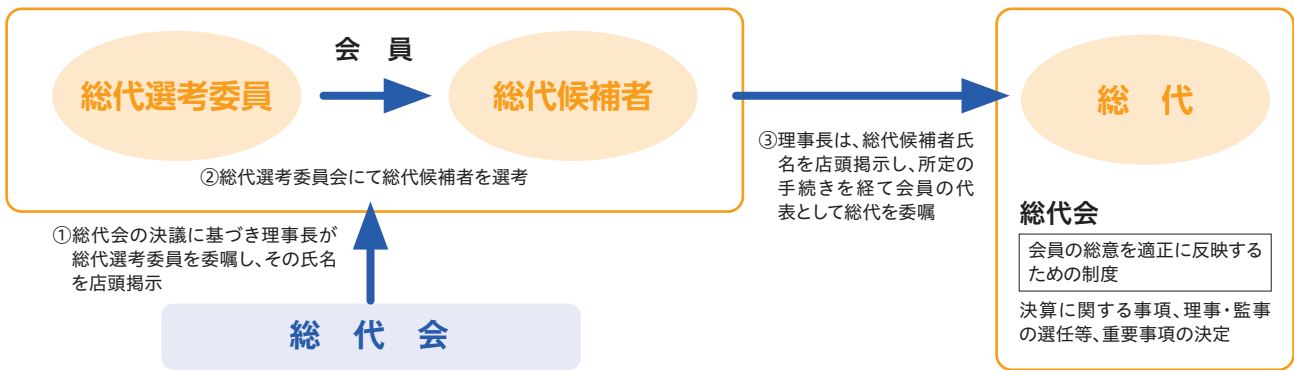 会 員
総代選考委員
総代候補者
②総代選考委員会にて総代候補者を選考
①総代会の決議に基づき理事長が
総代選考委員を委嘱し、その氏名
を店頭掲示
総 代 会
③理事長は、総代候補者氏
名を店頭掲示し、所定の
手続きを経て会員の代
表として総代を委嘱
総 代
総代会
会員の総意を適正に反映する
ための制度
決算に関する事項、理事・監事
の選任等、重要事項の決定